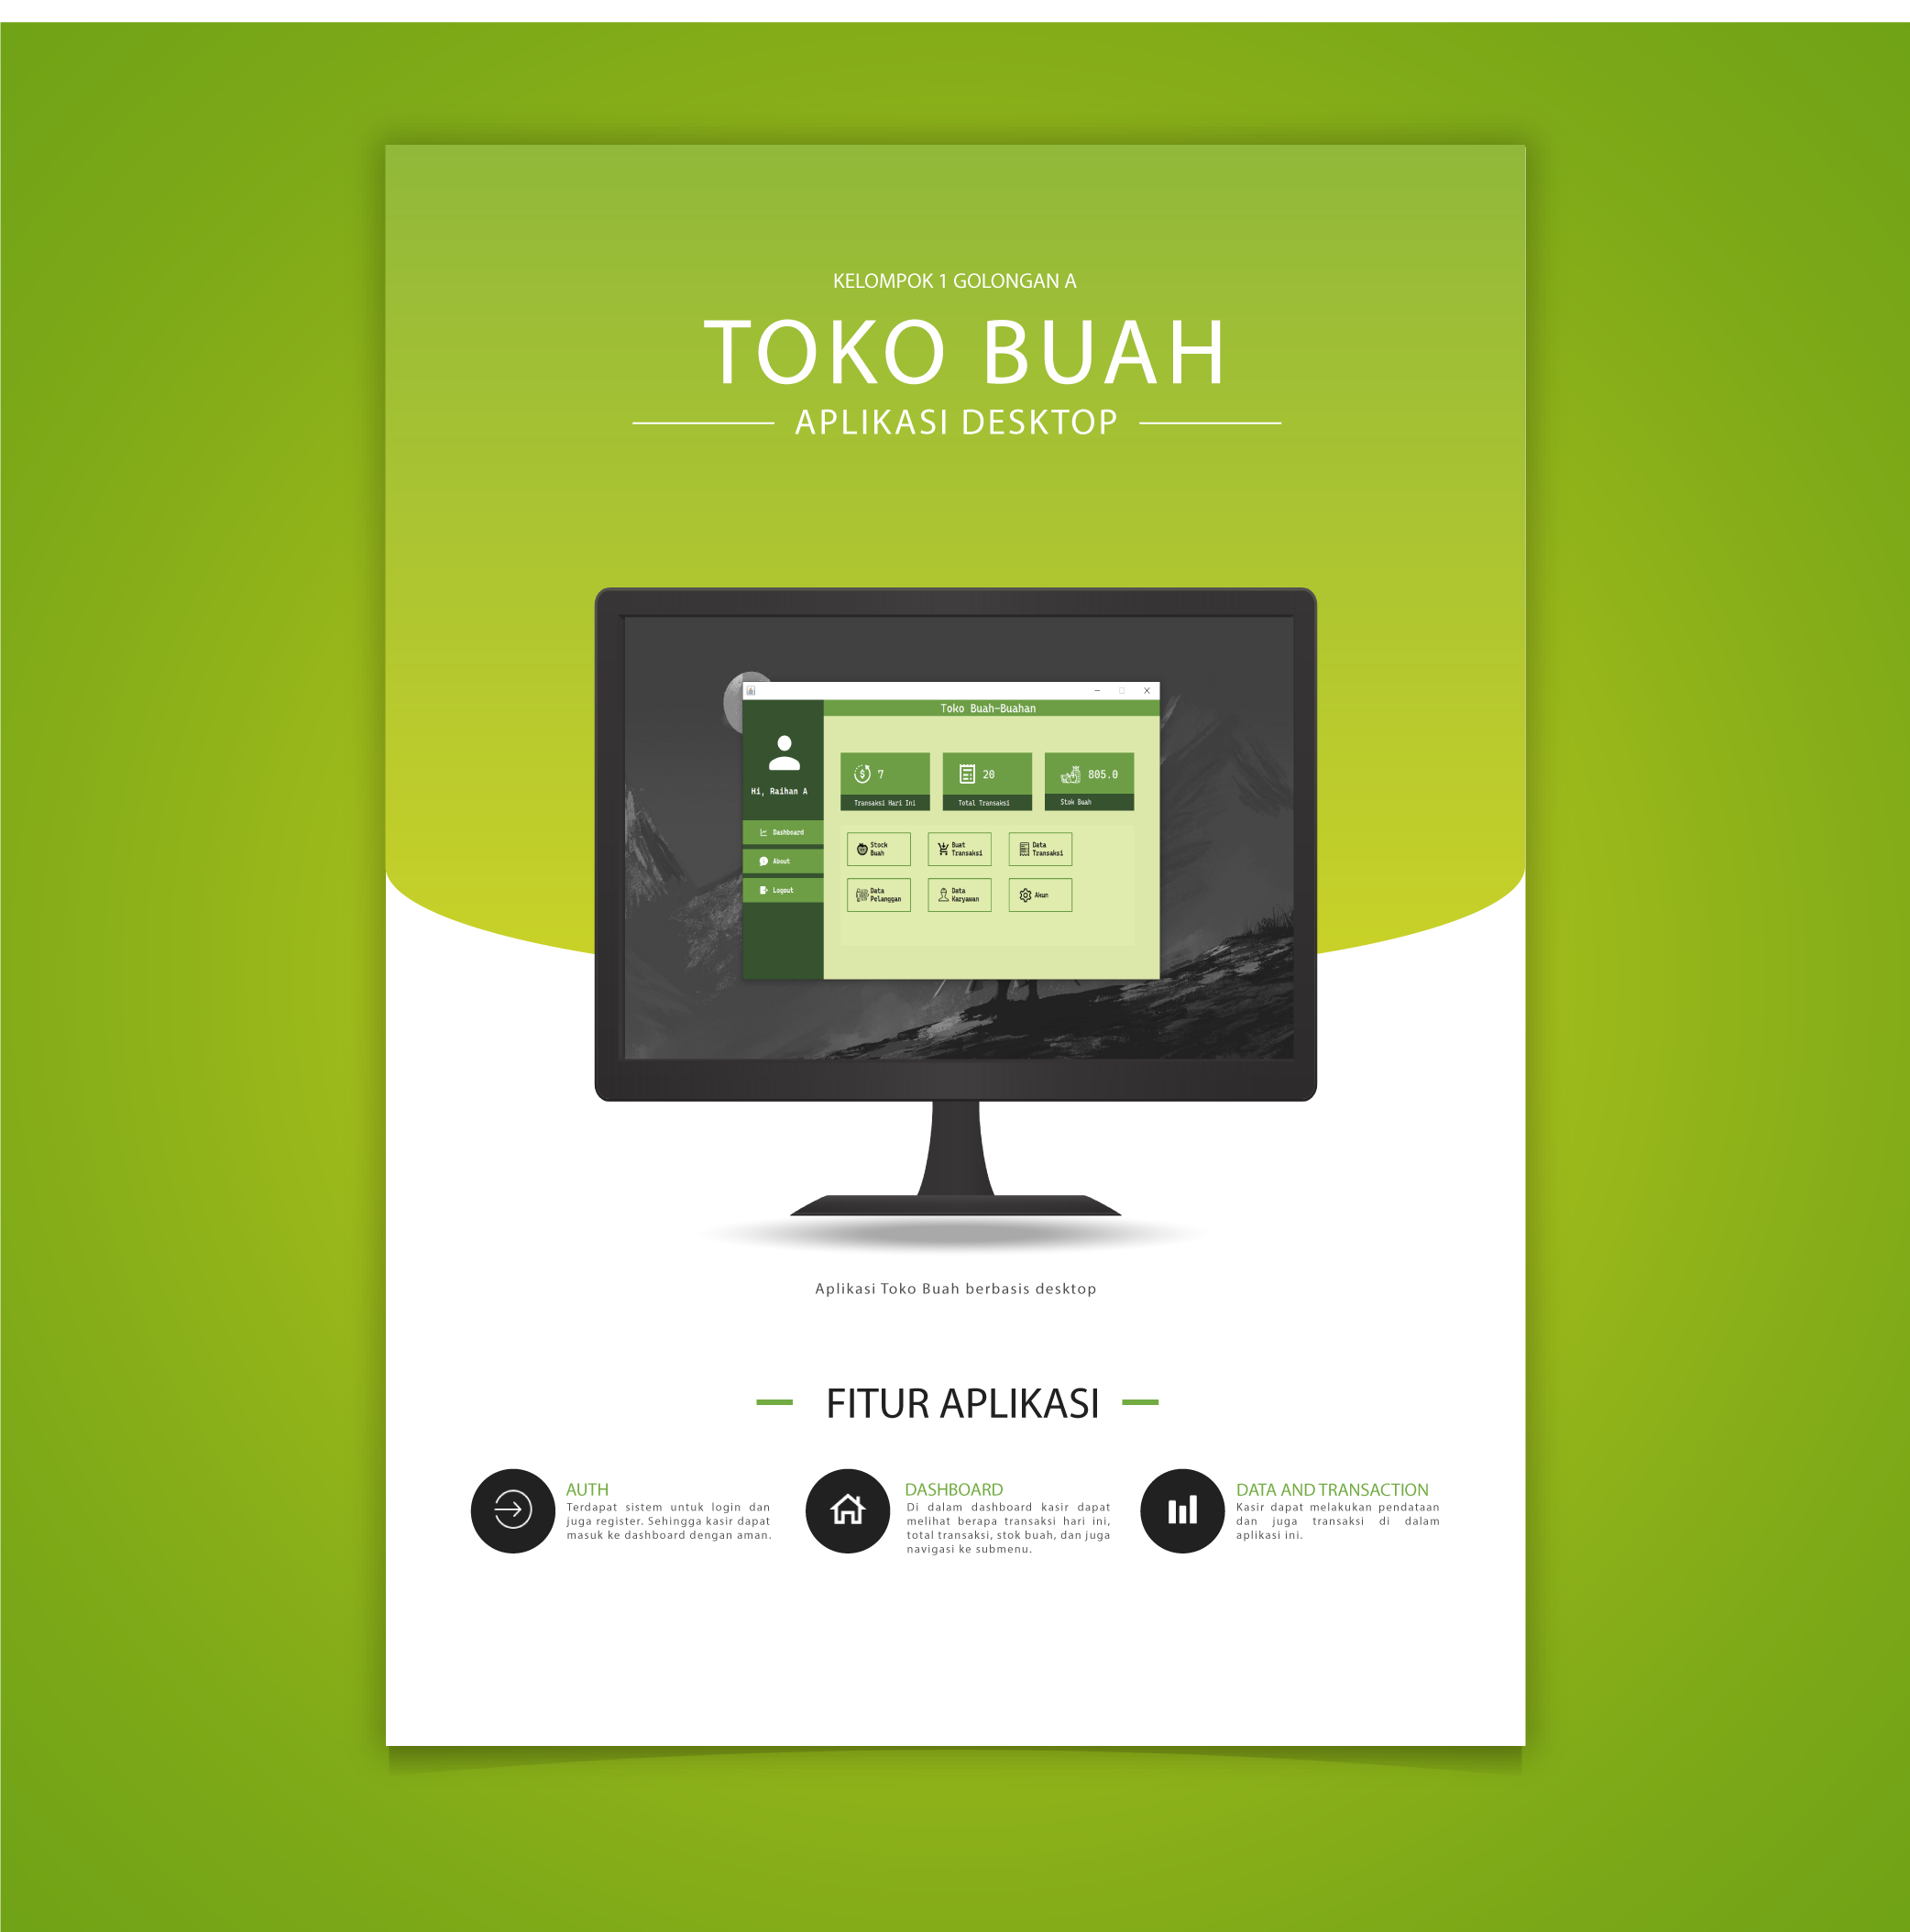 KELOMPOK 1 GOLONGAN A
TOKO BUAH
APLIKASI DESKTOP
Toko Buah-Buahan
Hi, Raihan A
Dashboard
About
Logout
7
Transaksi Hari Ini
20
Total Transaksi
805.0
Stok Buah
Stock
Buah
Buat
Transaksi
Data
Transaksi
Data
Pelanggan
Data
Karyawan
Akun
Aplikasi Toko Buah berbasis desktop
FITUR APLIKASI
AUTH
Terdapat sistem untuk login dan
juga register. Sehingga kasir dapat
masuk ke dashboard dengan aman.
DASHBOARD
Di dalam dashboard kasir dapat
melihat berapa transaksi hari ini,
total transaksi, stok buah, dan juga
navigasi ke submenu.
DATA AND TRANSACTION
Kasir dapat melakukan pendataan
dan juga transaksi di dalam
aplikasi ini.